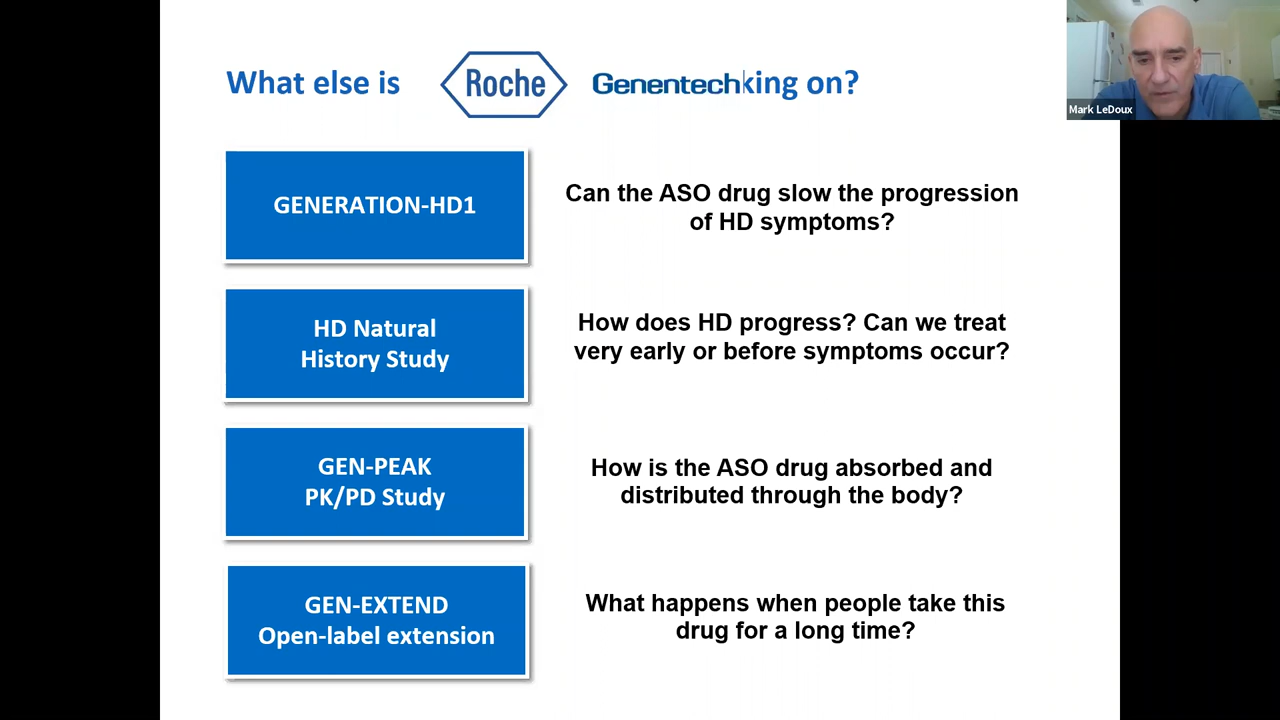 What else is Roche Genentech king on?
Mark LeDoux
GENERATION-HD1
Can the ASO drug slow the progression
of HD symptoms?
HD Natural
History Study
How does HD progress? Can we treat
very early or before symptoms occur?
GEN-PEAK
PK/PD Study
How is the ASO drug absorbed and
distributed through the body?
GEN-EXTEND
Open-label extension
What happens when people take this
drug for a long time?